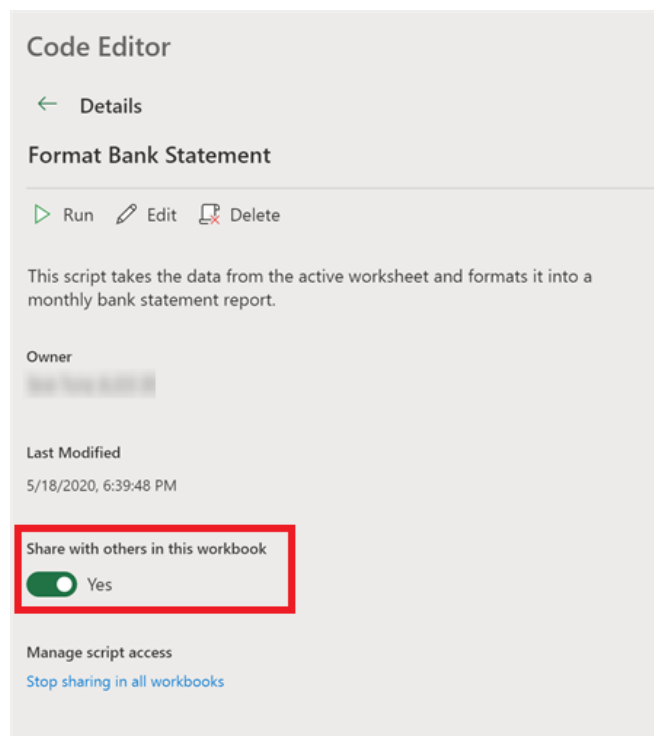 Code Editor
Details
Format Bank Statement
Run Edit Delete
This script takes the data from the active worksheet and formats it into a
monthly bank statement report.
Owner
Last Modified
5/18/2020, 6:39:48 PM
Share with others in this workbook
Yes
Manage script access
Stop sharing in all workbooks